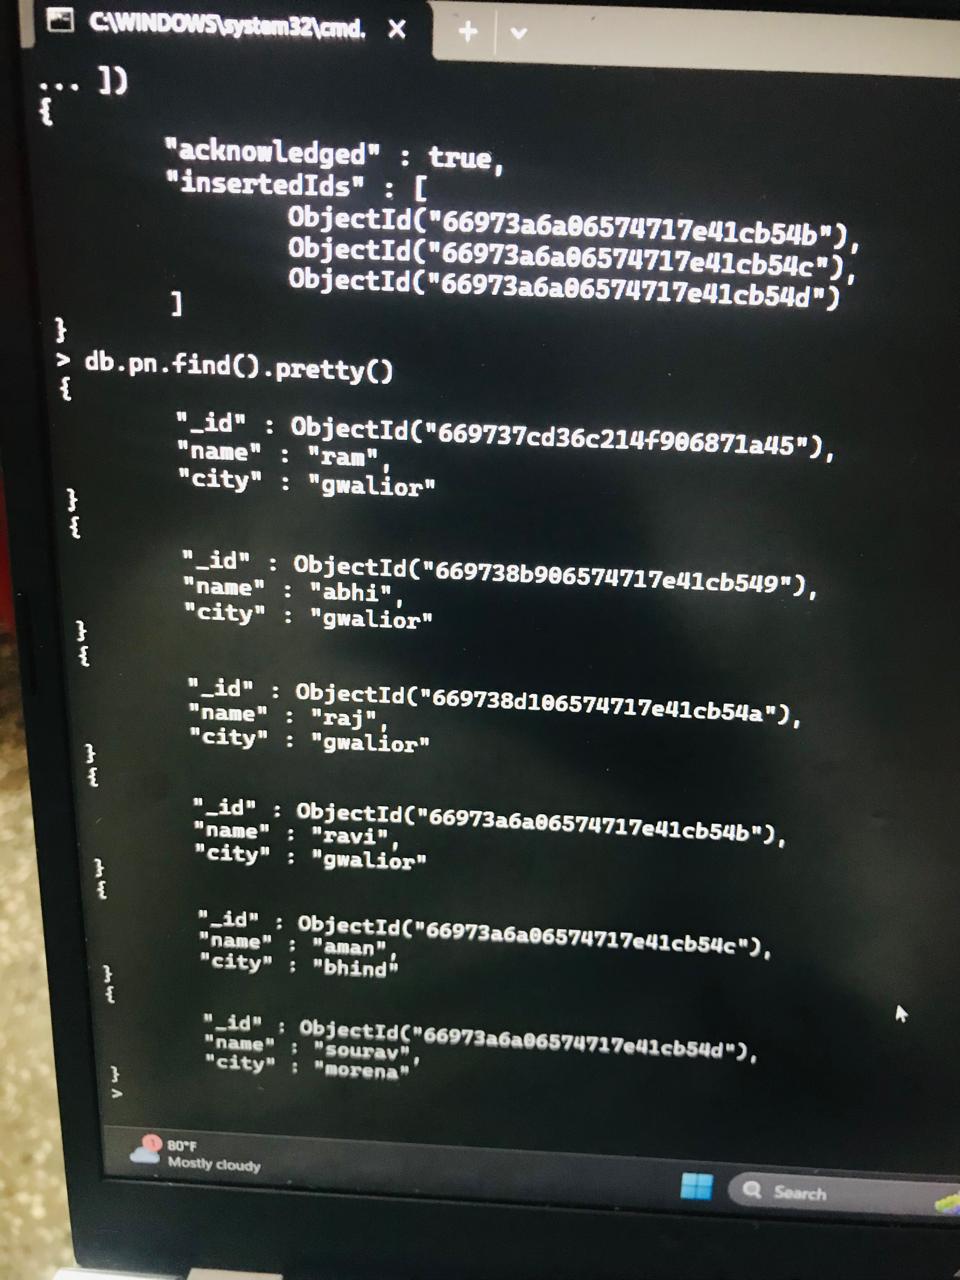 C:\WINDOWS\system32\cmd.
... ])
{
"acknowledged" : true,
"insertedIds" : [
ObjectId("66973a6a06574717e41cb54b"),
ObjectId("66973a6a06574717e41cb54c"),
ObjectId("66973a6a06574717e41cb54d")
]
}
> db.pn.find().pretty()
{
"_id" : ObjectId("669737cd36c214f906871a45"),
"name" : "ram",
"city" : "gwalior"
}
{
"_id" : ObjectId("669738b906574717e41cb549"),
"name" : "abhi",
"city" : "gwalior"
}
{
"_id" : ObjectId("669738d106574717e41cb54a"),
"name" : "raj",
"city" : "gwalior"
}
{
"_id" : ObjectId("66973a6a06574717e41cb54b"),
"name" : "ravi",
"city" : "gwalior"
}
{
"_id" : ObjectId("66973a6a06574717e41cb54c"),
"name" : "aman",
"city" : "bhind"
}
{
"_id" : ObjectId("66973a6a06574717e41cb54d"),
"name" : "sourav",
"city" : "morena"
}
>
1
80°F
Mostly cloudy
Search